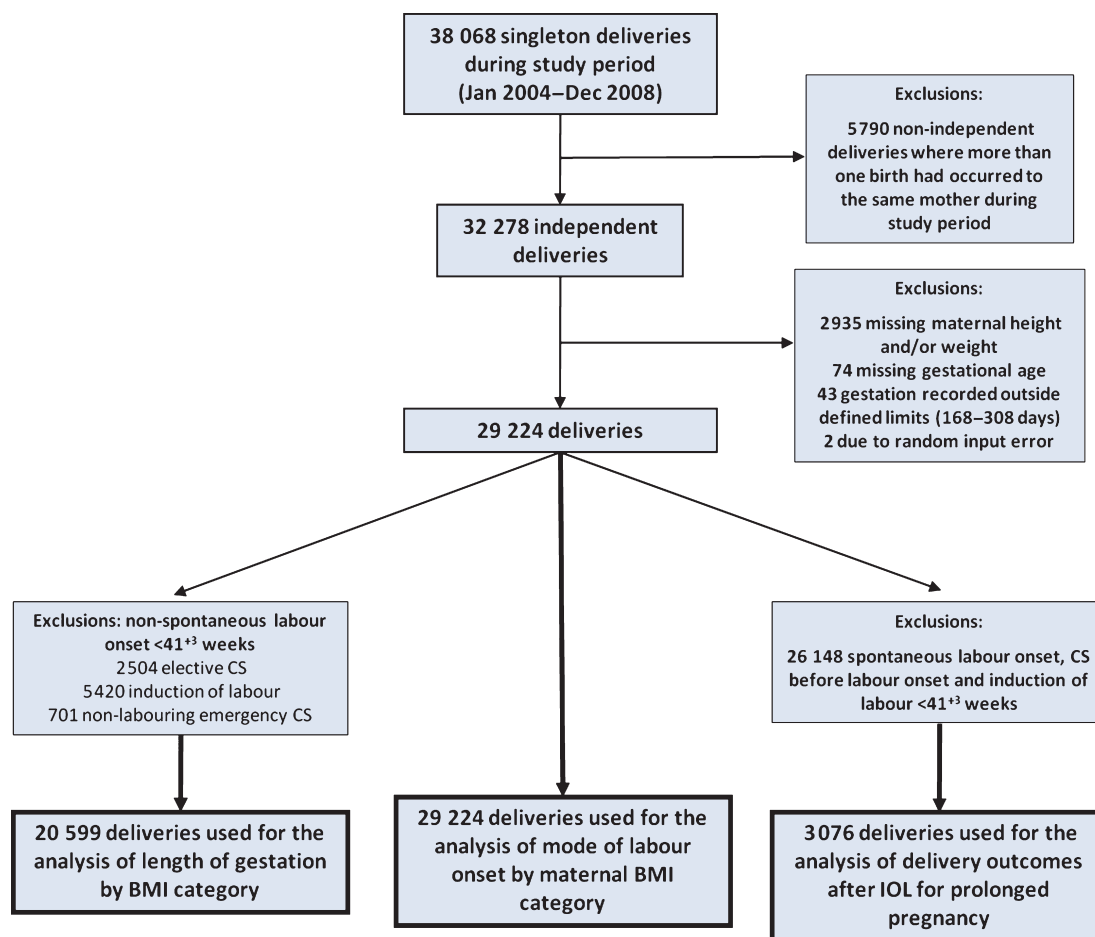 38 068 singleton deliveries
during study period
(Jan 2004–Dec 2008)
Exclusions:
5790 non-independent
deliveries where more than
one birth had occurred to
the same mother during
study period
32 278 independent
deliveries
Exclusions:
2935 missing maternal height
and/or weight
74 missing gestational age
43 gestation recorded outside
defined limits (168–308 days)
2 due to random input error
29 224 deliveries
Exclusions: non-spontaneous labour
onset <41⁺³ weeks
2504 elective CS
5420 induction of labour
701 non-labouring emergency CS
Exclusions:
26 148 spontaneous labour onset, CS
before labour onset and induction of
labour <41⁺³ weeks
20 599 deliveries used for the
analysis of length of gestation
by BMI category
29 224 deliveries used for the
analysis of mode of labour
onset by maternal BMI
category
3076 deliveries used for the
analysis of delivery outcomes
after IOL for prolonged
pregnancy